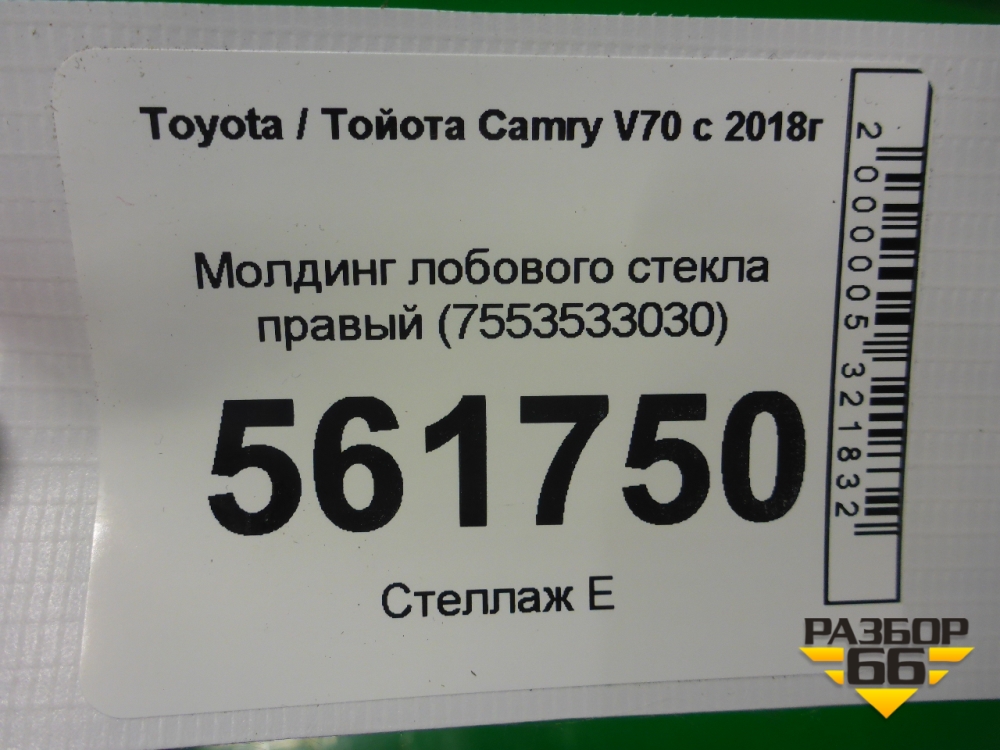 Toyota / Тойота Camry V70 с 2018г
Молдинг лобового стекла
правый (7553533030)
561750
Стеллаж Е
2000005321832
РАЗБОР
66